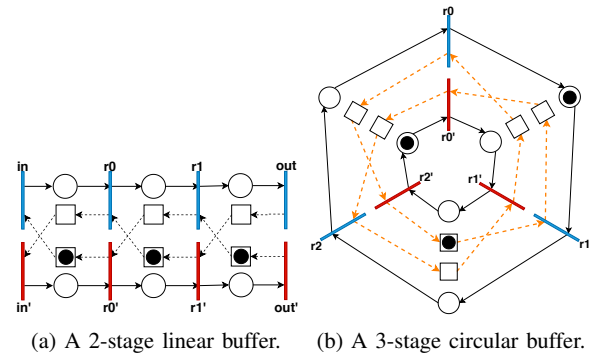 r0
r0'
r2'
r1'
r2
r1
in
r0
r1
out
in'
r0'
r1'
out'
(a) A 2-stage linear buffer.
(b) A 3-stage circular buffer.